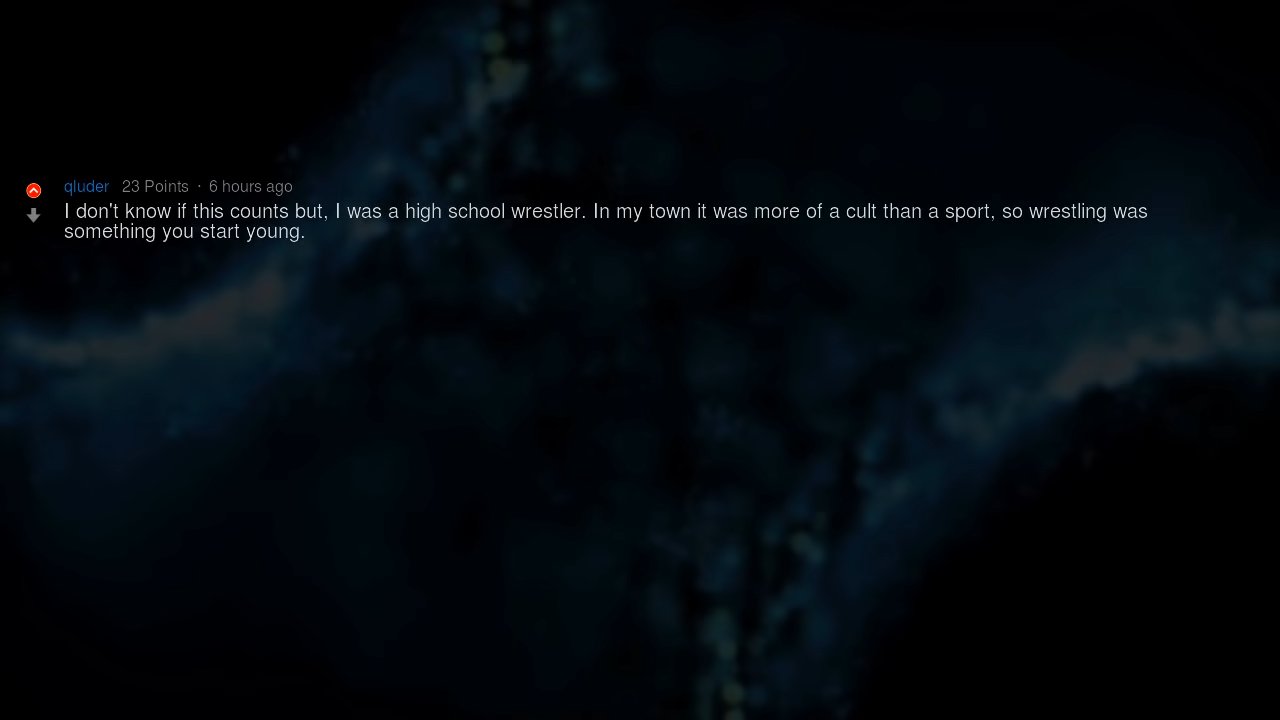 qluder 23 Points · 6 hours ago
I don't know if this counts but, I was a high school wrestler. In my town it was more of a cult than a sport, so wrestling was
something you start young.